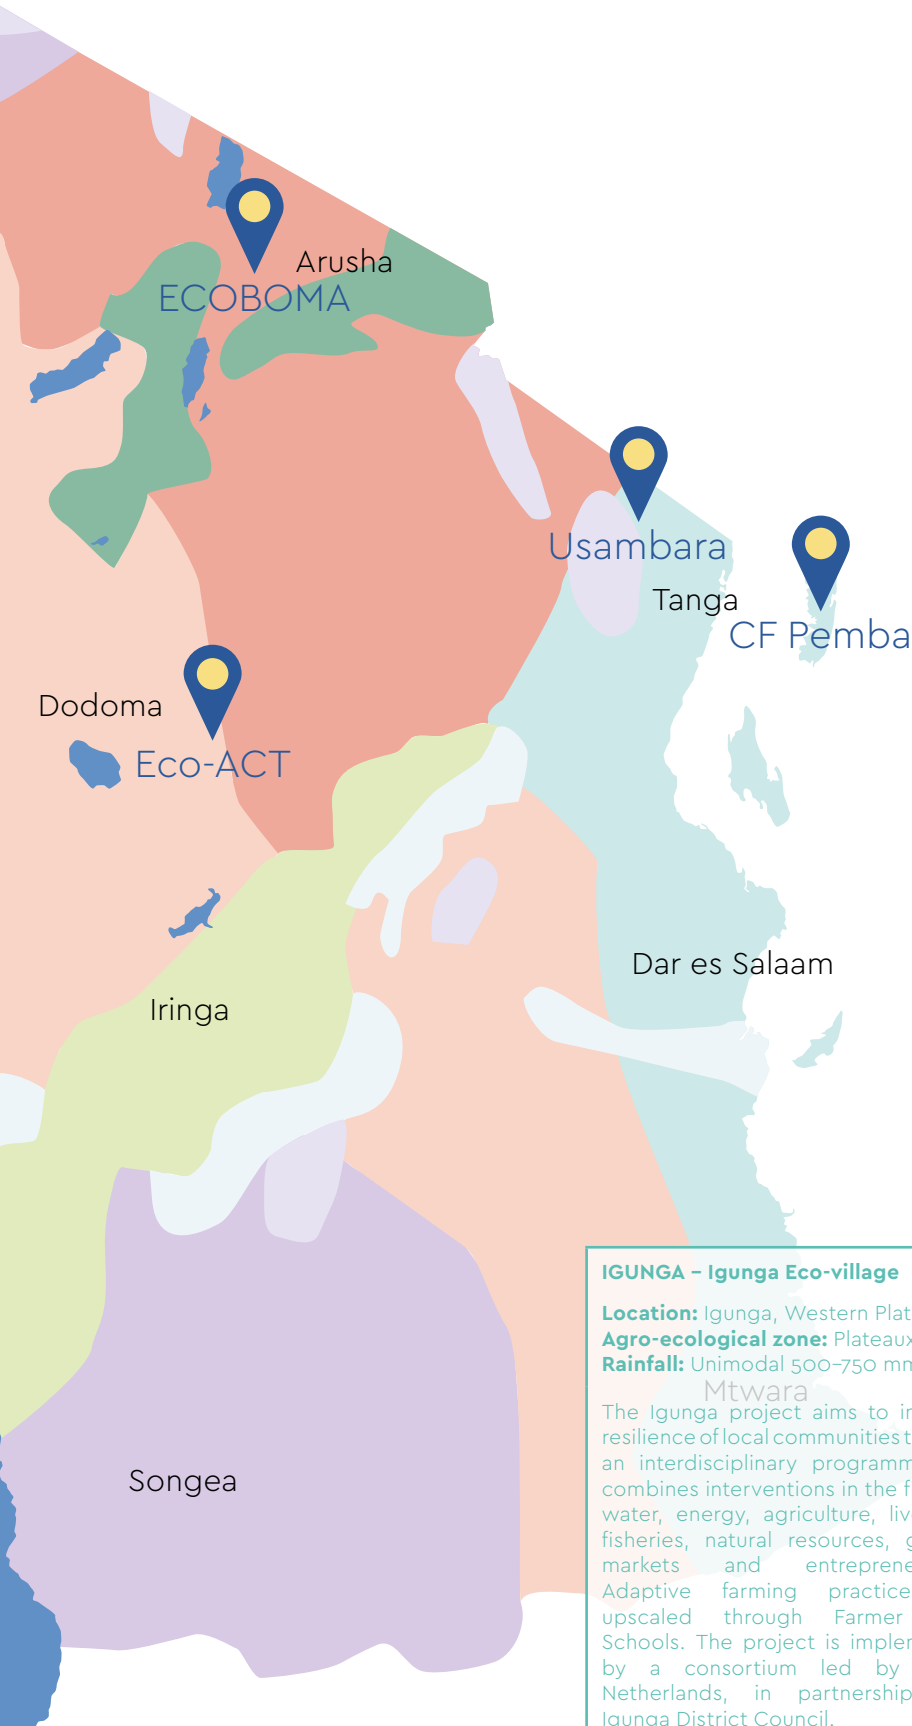 Arusha
ECOBOMA
Usambara
Tanga
CF Pemba
Dodoma
Eco-ACT
Dar es Salaam
Iringa
IGUNGA – Igunga Eco-village
Location: Igunga, Western Plat
Agro-ecological zone: Plateaux
Rainfall: Unimodal 500-750 mm
Mtwara
The Igunga project aims to in
resilience of local communities t
an interdisciplinary programm
combines interventions in the f
water, energy, agriculture, live
fisheries, natural resources, g
markets and entreprene
Adaptive farming practice
upscaled through Farmer
Schools. The project is implem
by a consortium led by
Netherlands, in partnership
Igunga District Council.
Songea